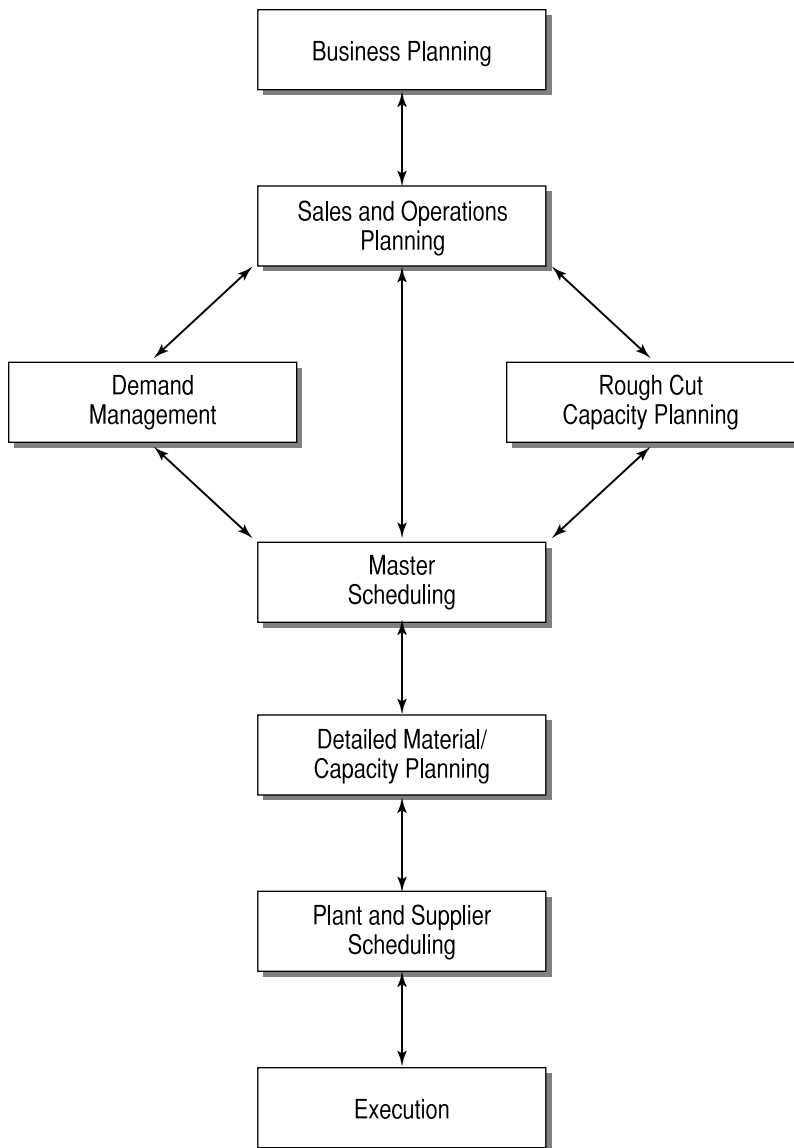 Business Planning
Sales and Operations
Planning
Demand
Management
Rough Cut
Capacity Planning
Master
Scheduling
Detailed Material/
Capacity Planning
Plant and Supplier
Scheduling
Execution